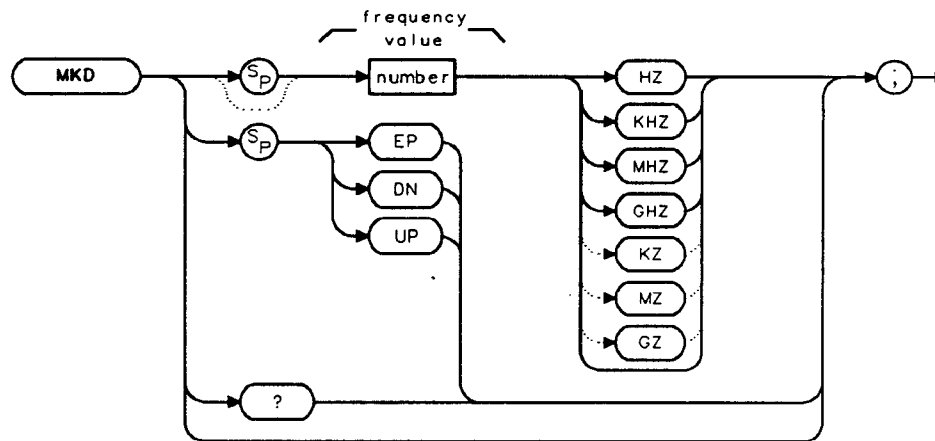 frequency
value
MKD
SP
number
HZ
;
KHZ
MHZ
GHZ
KZ
MZ
GZ
SP
EP
DN
UP
?